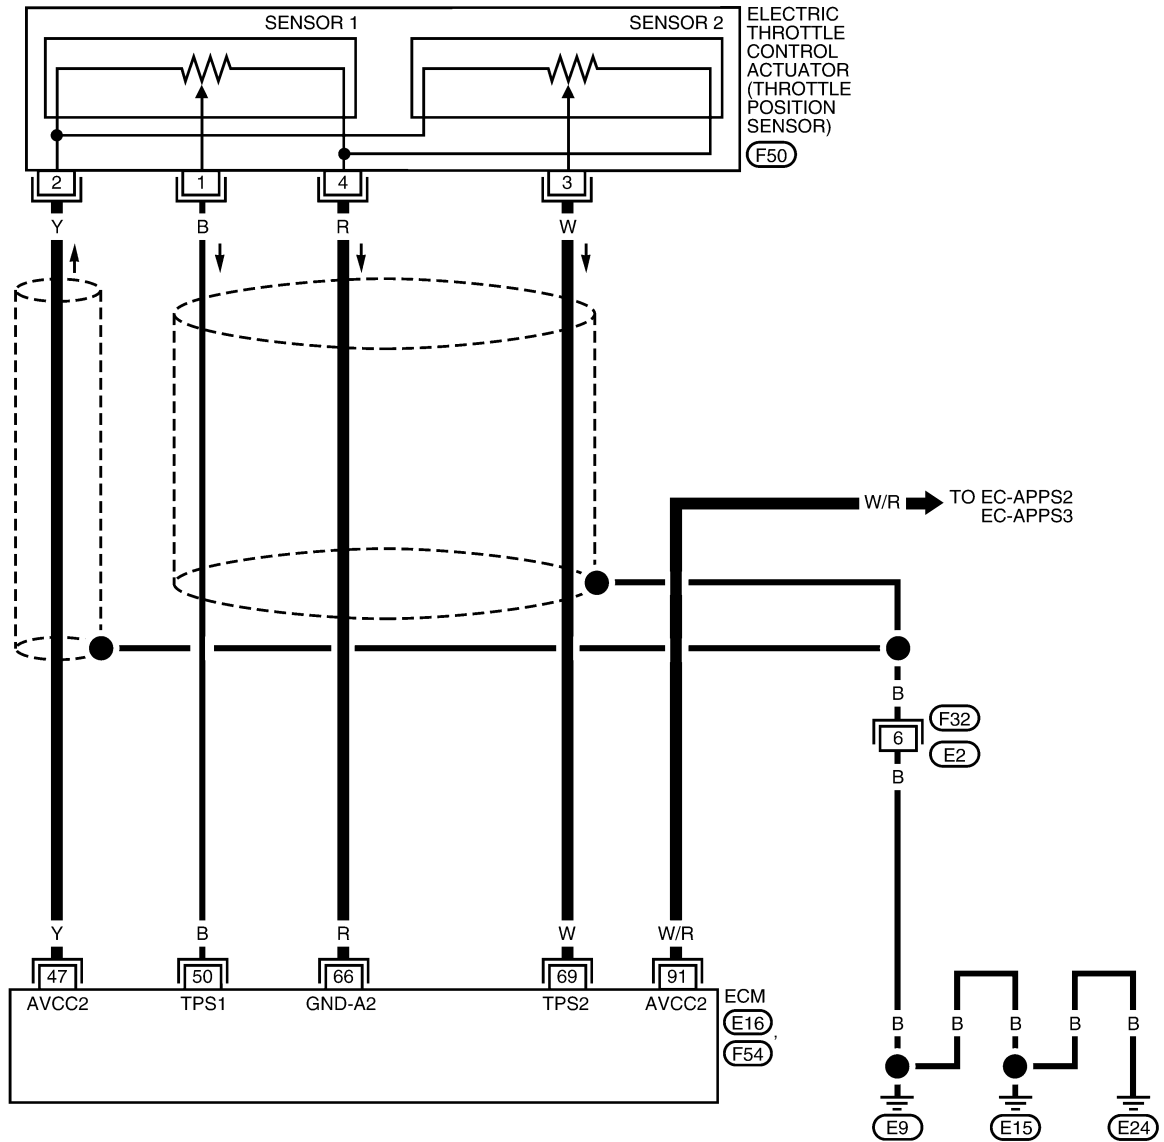 SENSOR 1
SENSOR 2
ELECTRIC
THROTTLE
CONTROL
ACTUATOR
(THROTTLE
POSITION
SENSOR)
F50
2
1
4
3
Y
B
R
W
W/R
TO EC-APPS2
EC-APPS3
B
F32
6
E2
B
Y
B
R
W
W/R
47
50
66
69
91
AVCC2
TPS1
GND-A2
TPS2
AVCC2
ECM
E16 ,
F54
B
B
B
B
B
E9
E15
E24